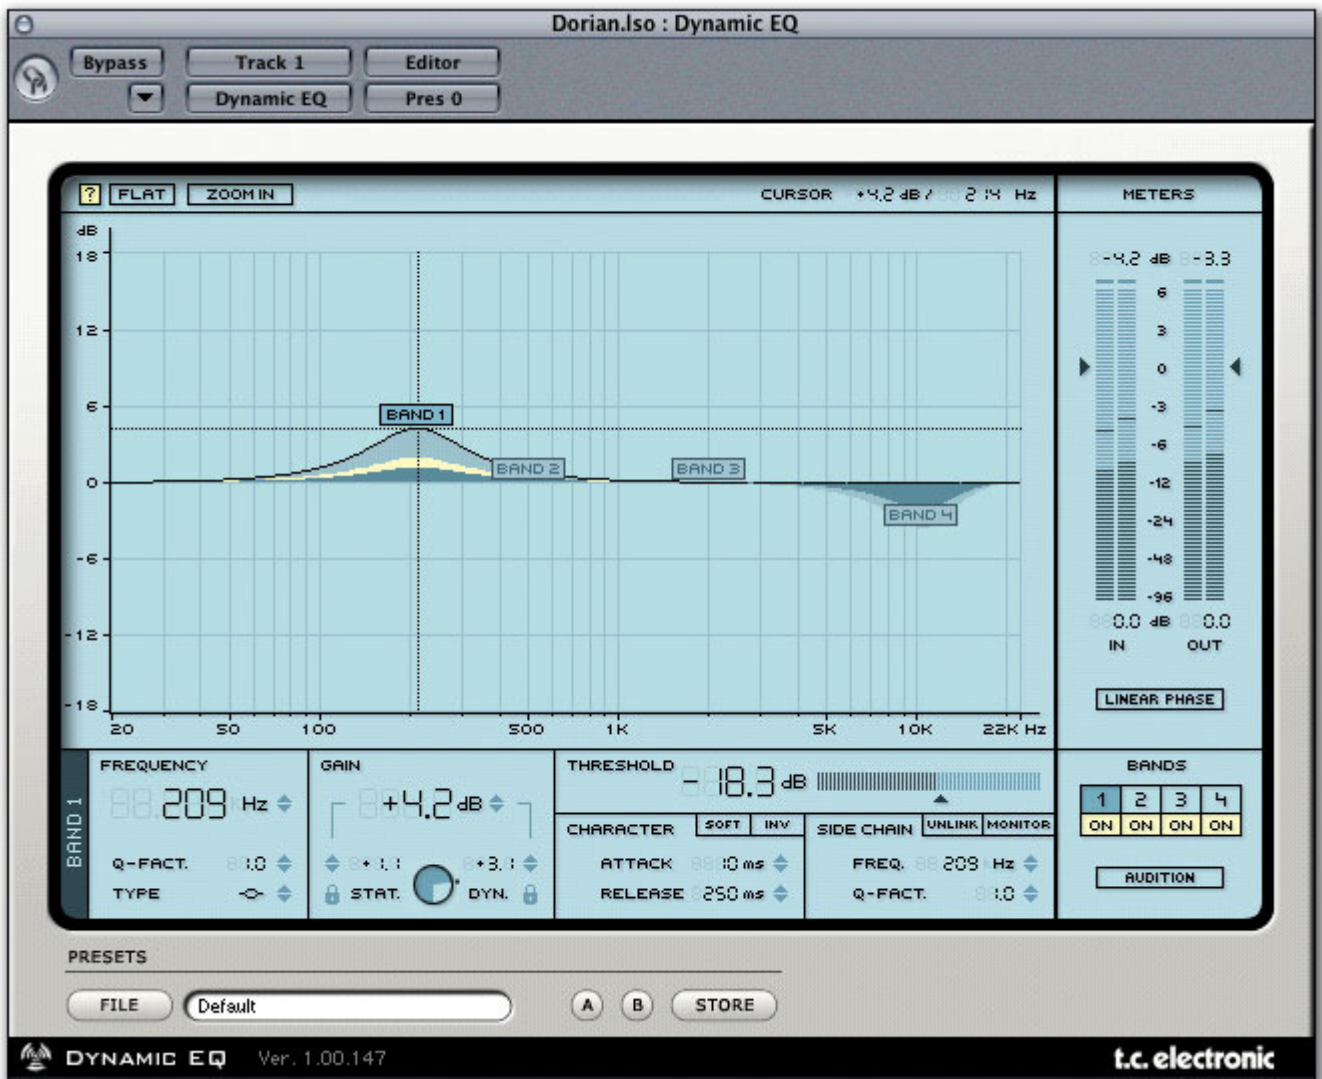 Dorian.lso : Dynamic EQ
Bypass Track 1 Editor
Dynamic EQ Pres 0
? FLAT ZOOM IN CURSOR +4.2 dB / 214 Hz METERS
dB
18
12
6
0
-6
-12
-18
BAND 1
BAND 2
BAND 3
BAND 4
20 50 100 500 1K 5K 10K 22K Hz
-4.2 dB -3.3
6
3
0
-3
-6
-12
-24
-48
-96
0.0 dB 0.0
IN OUT
LINEAR PHASE
BAND 1
FREQUENCY
209 Hz
Q-FACT. 1.0
TYPE
GAIN
+4.2 dB
+1.1 +3.1
STAT. DYN.
THRESHOLD -18.3 dB
CHARACTER SOFT INV
ATTACK 10 ms
RELEASE 250 ms
SIDE CHAIN UNLINK MONITOR
FREQ. 209 Hz
Q-FACT. 1.0
BANDS
1 2 3 4
ON ON ON ON
AUDITION
PRESETS
FILE Default A B STORE
DYNAMIC EQ Ver. 1.00.147 t.c. electronic